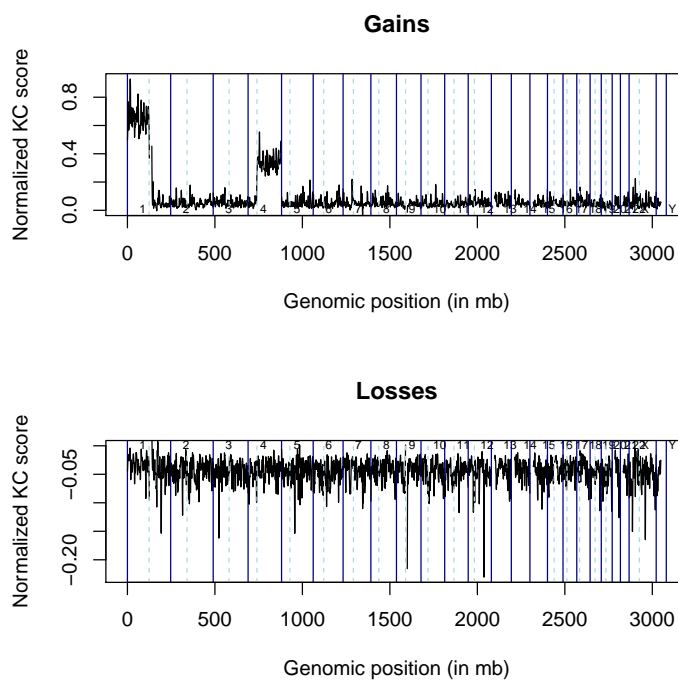 Gains
Normalized KC score
0.8
0.4
0.0
1 2 3 4 5 6 7 8 9 10 11 12 13 14 15 16 17 18 Y
0 500 1000 1500 2000 2500 3000
Genomic position (in mb)
Losses
Normalized KC score
1 2 3 4 5 6 7 8 9 10 11 12 13 14 15 16 17 18 19 20 21 22 X Y
−0.05
−0.20
0 500 1000 1500 2000 2500 3000
Genomic position (in mb)